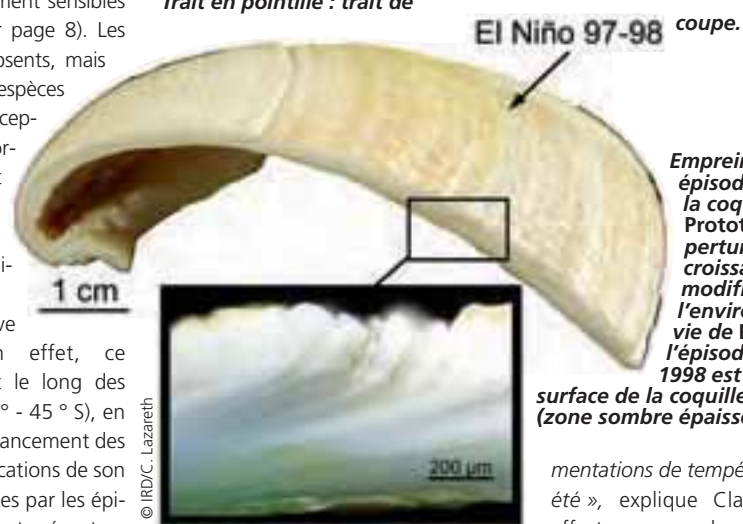 ment sensibles
page 8). Les
sents, mais
espèces
cep-
effet, ce
le long des
° - 45 ° S), en
ancement des
cations de son
es par les épi-
Trait en pointillé : trait de
coupe.
El Niño 97-98
1 cm
200 µm
© IRD/C. Lazareth
Emprein
épisod
la coq
Protot
pertur
croissa
modifi
l'enviro
vie de
l'épisod
1998 est
surface de la coquille
(zone sombre épaisse
mentations de tempé
été », explique Cla